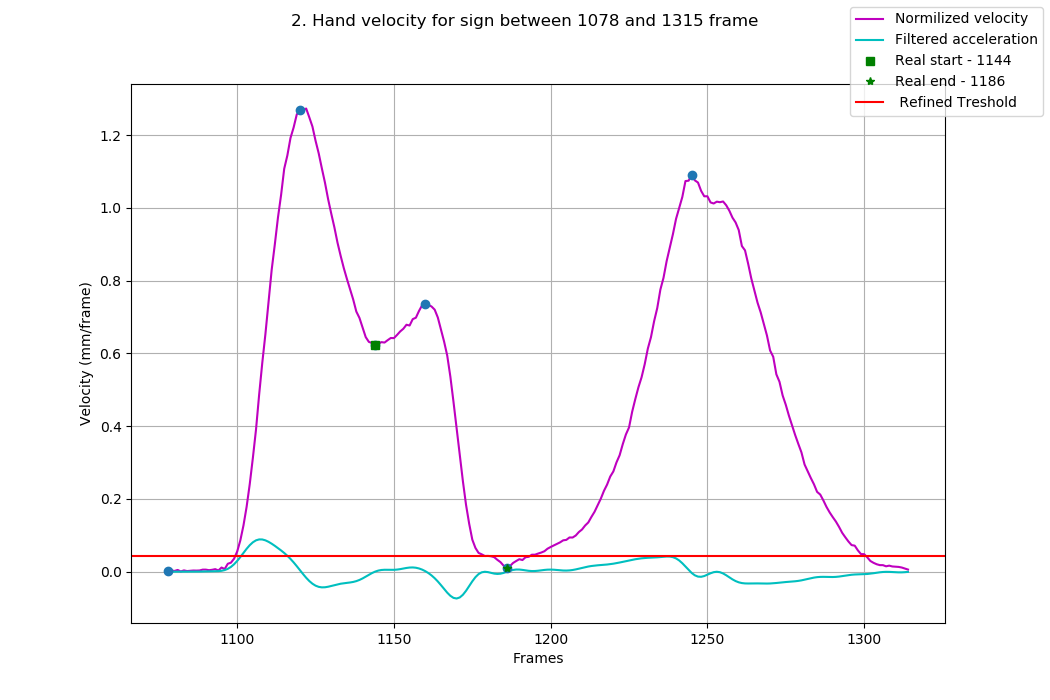 2. Hand velocity for sign between 1078 and 1315 frame
Normilized velocity
Filtered acceleration
Real start - 1144
Real end - 1186
Refined Treshold
Velocity (mm/frame)
1.2
1.0
0.8
0.6
0.4
0.2
0.0
1100 1150 1200 1250 1300
Frames